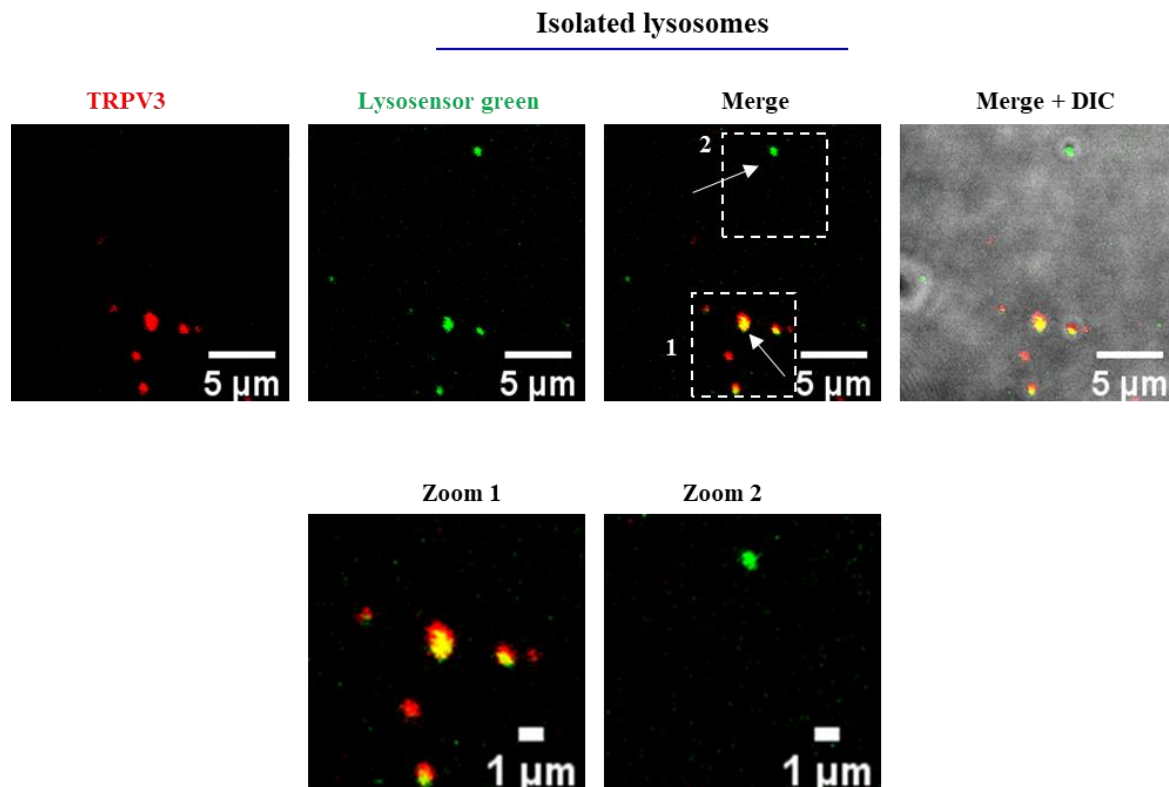 Isolated lysosomes
TRPV3
Lysosensor green
Merge
Merge + DIC
2
1
5 μm
5 μm
5 μm
5 μm
Zoom 1
Zoom 2
1 μm
1 μm